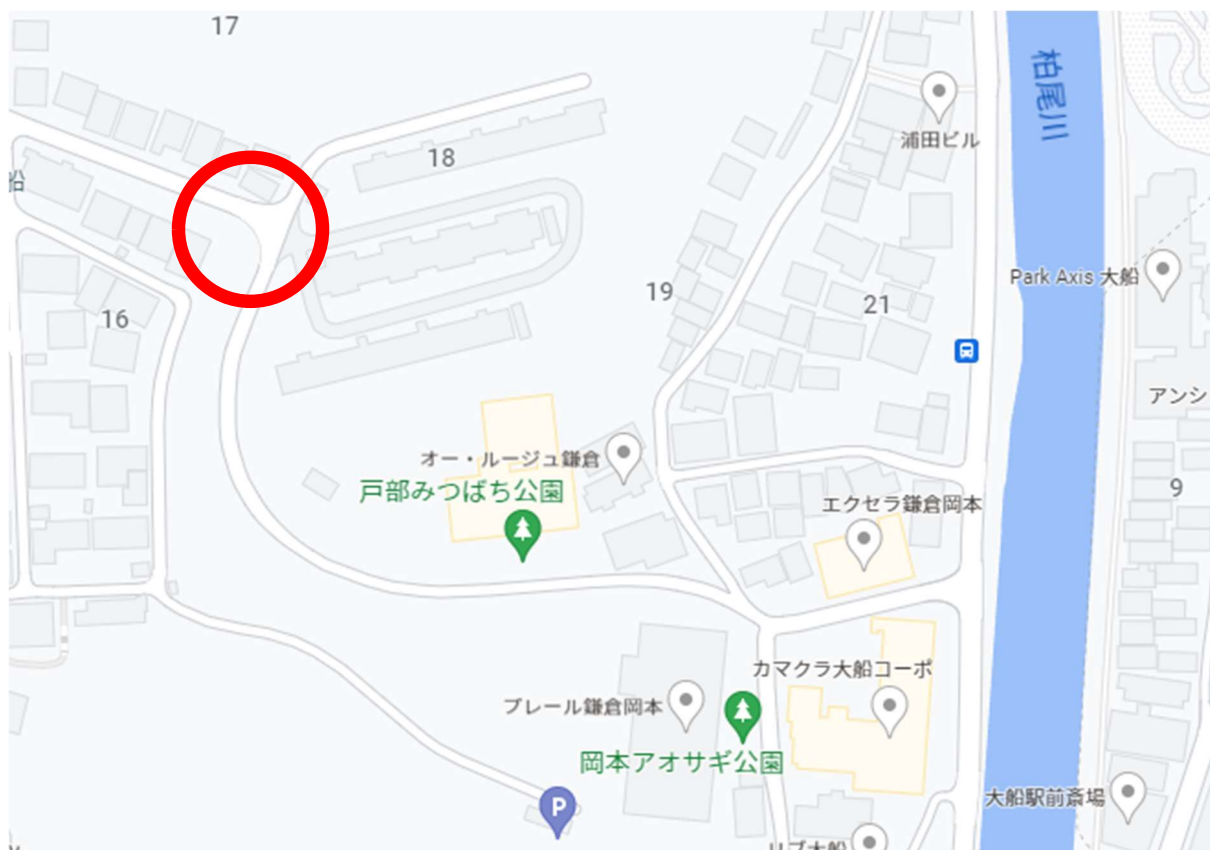 17
柏尾川
浦田ビル
18
船
Park Axis 大船
19
21
16
アンシ
オー・ルージュ鎌倉
戸部みつばち公園
エクセラ鎌倉岡本
9
カマクラ大船コーポ
ブレール鎌倉岡本
岡本アオサギ公園
P
大船駅前斎場
リブ大船